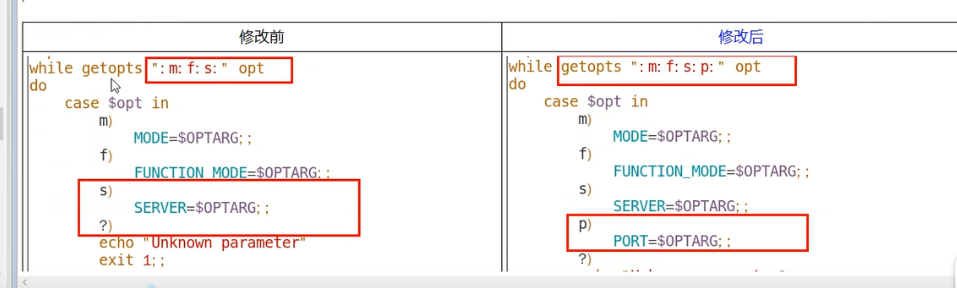 修改前
while getopts ":m:f:s:" opt
do
case $opt in
m)
MODE=$OPTARG;;
f)
FUNCTION_MODE=$OPTARG;;
s)
SERVER=$OPTARG;;
?)
echo "Unknown parameter"
exit 1;;
修改后
while getopts ":m:f:s:p:" opt
do
case $opt in
m)
MODE=$OPTARG;;
f)
FUNCTION_MODE=$OPTARG;;
s)
SERVER=$OPTARG;;
p)
PORT=$OPTARG;;
?)